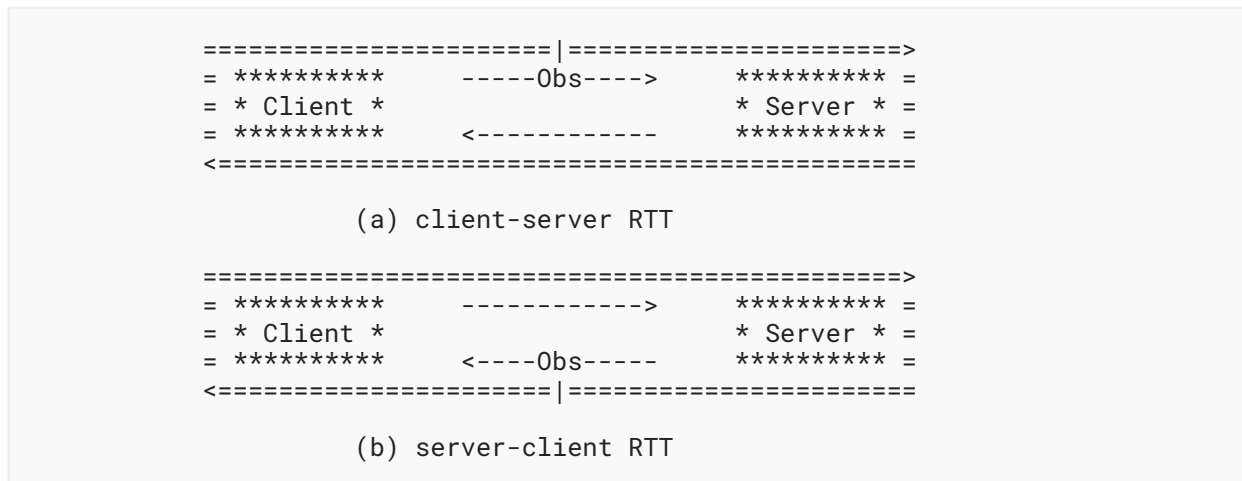 =======================|======================>
= **********     -----Obs---->     ********** =
= * Client *                       * Server * =
= **********     <------------     ********** =
<==============================================
(a) client-server RTT
==============================================>
= **********     ------------>     ********** =
= * Client *                       * Server * =
= **********     <----Obs-----     ********** =
<======================|=======================
(b) server-client RTT